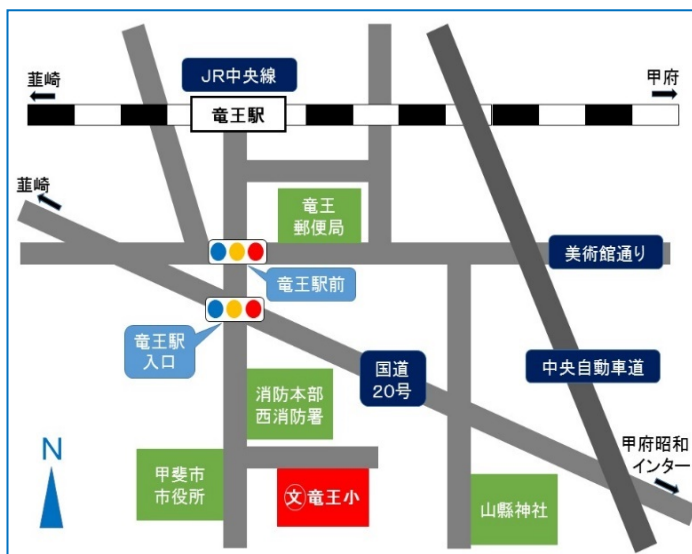 JR中央線
韮崎
甲府
竜王駅
韮崎
竜王
郵便局
美術館通り
竜王駅前
竜王駅
入口
国道
20号
中央自動車道
消防本部
西消防署
甲府昭和
インター
N
甲斐市
市役所
文竜王小
山縣神社